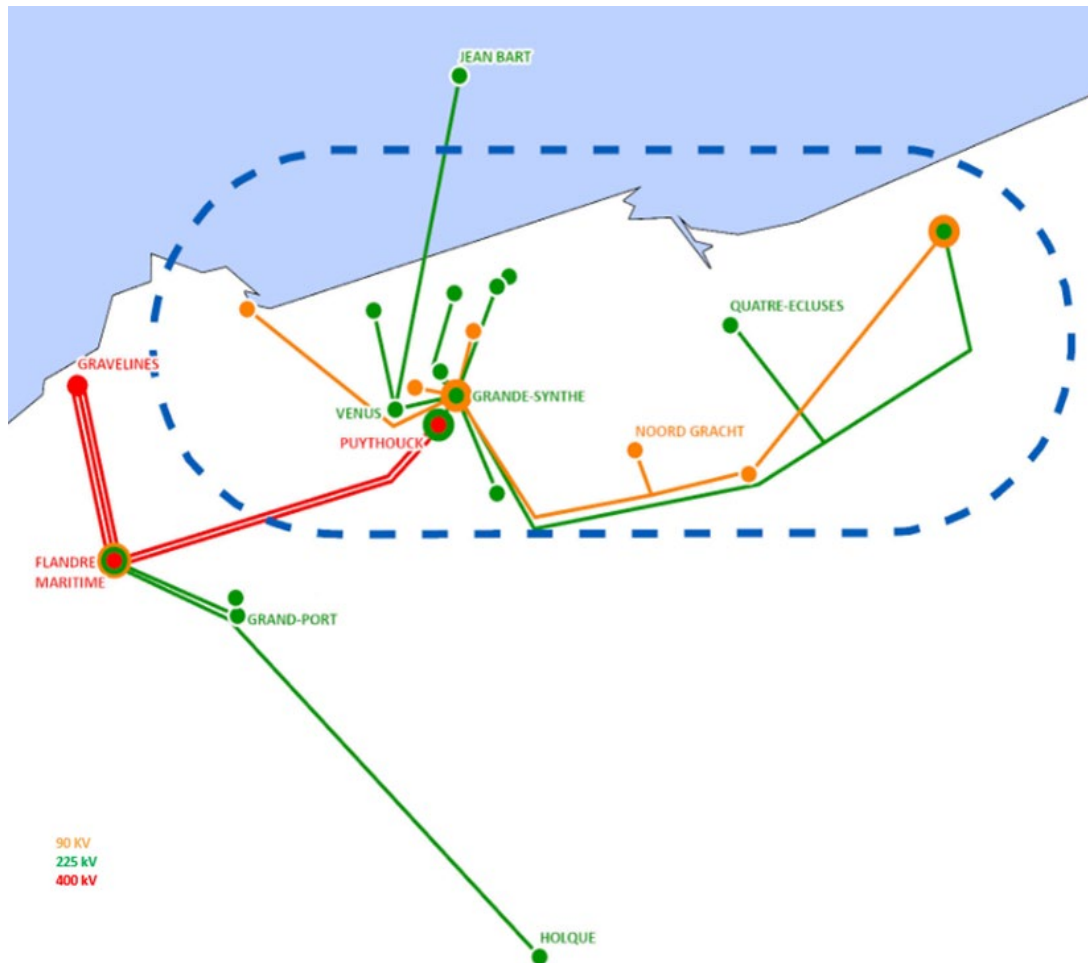 JEAN BART
QUATRE-ECLUSES
GRAVELINES
GRANDE-SYNTHE
VENUS
NOORD GRACHT
PUYTHOUCK
FLANDRE
MARITIME
GRAND-PORT
90 KV
225 kV
400 kV
HOLQUE